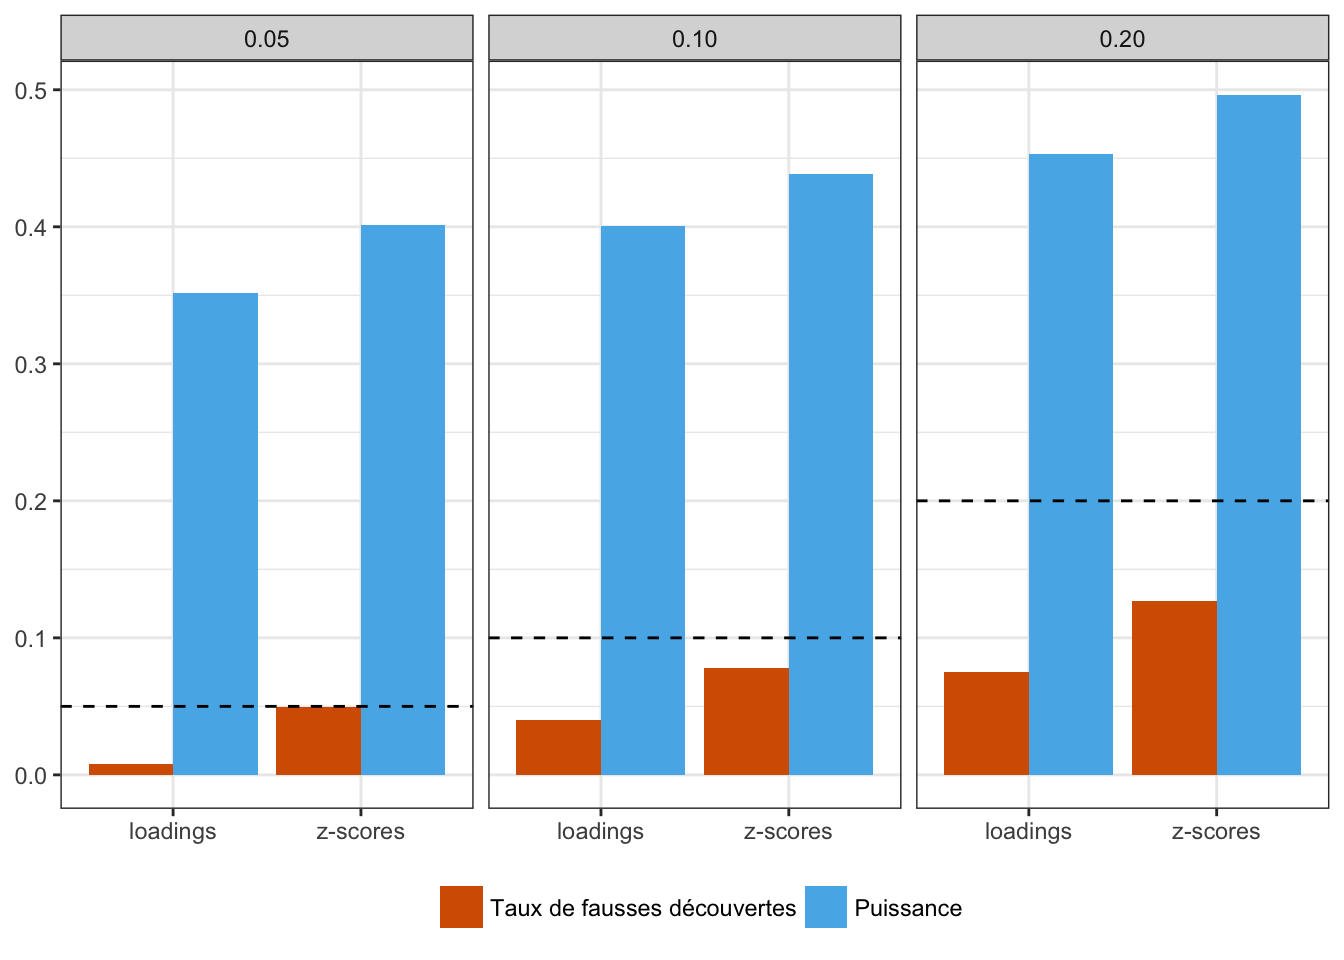 0.05
0.10
0.20
0.5
0.4
0.3
0.2
0.1
0.0
loadings
z-scores
loadings
z-scores
loadings
z-scores
Taux de fausses découvertes
Puissance